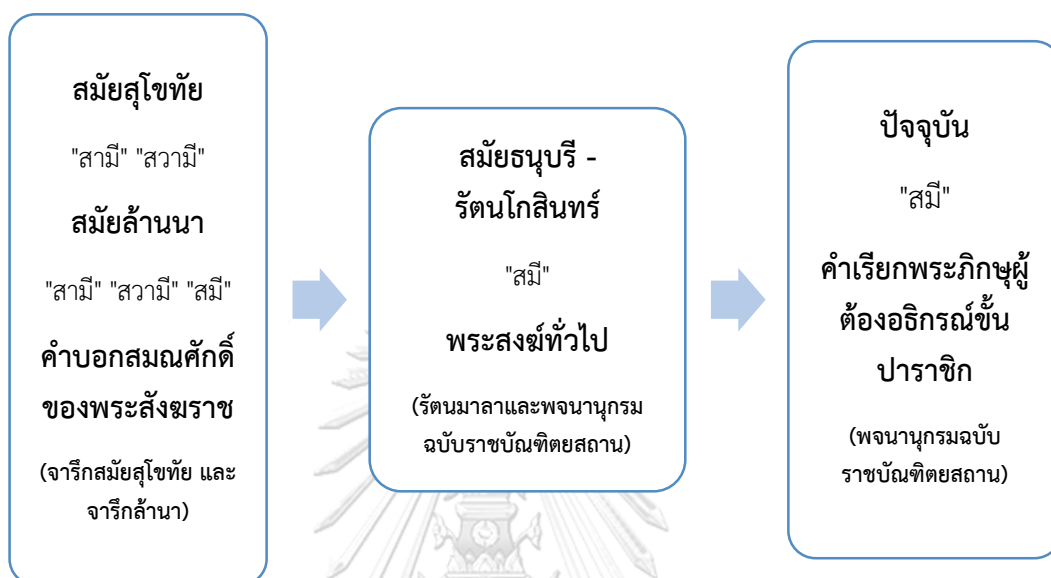 สมัยสุโขทัย
"สามี" "สวามี"
สมัยล้านนา
"สามี" "สวามี" "สมี"
คำบอกสมณศักดิ์
ของพระสังฆราช
(จารึกสมัยสุโขทัย และ
จารึกล้านา)
สมัยธนุบรี -
รัตนโกสินทร์
"สมี"
พระสงฆ์ทั่วไป
(รัตนมาลาและพจนานุกรม
ฉบับราชบัณฑิตยสถาน)
ปัจจุบัน
"สมี"
คำเรียกพระภิกษุผู้
ต้องอธิกรณ์ขั้น
ปาราชิก
(พจนานุกรมฉบับ
ราชบัณฑิตยสถาน)